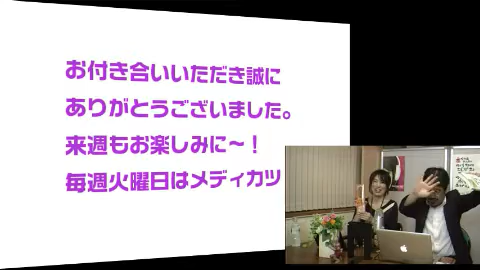 お付き合いいただき誠に
ありがとうございました。
来週もお楽しみに～！
毎週火曜日はメディカツ